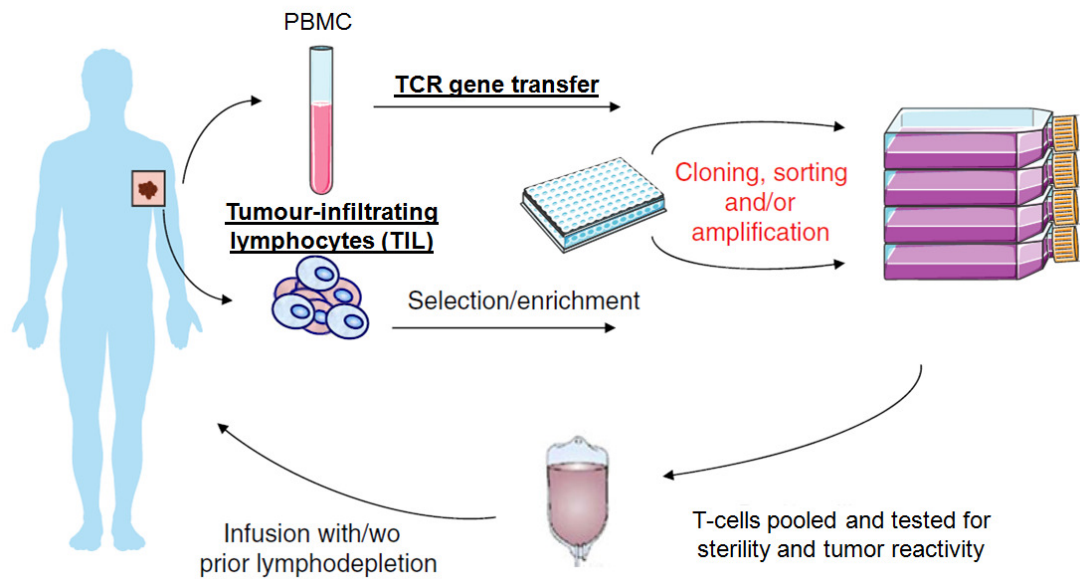 PBMC
TCR gene transfer
Tumour-infiltrating
lymphocytes (TIL)
Cloning, sorting
and/or
amplification
Selection/enrichment
Infusion with/wo
prior lymphodepletion
T-cells pooled and tested for
sterility and tumor reactivity